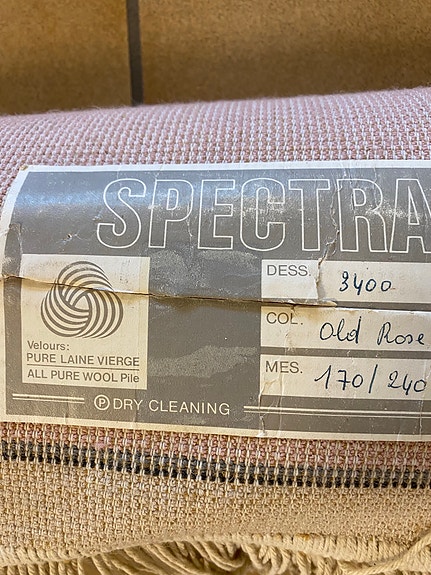 SPECTRA
DESS. 3400
COL. Old Rose
MES. 170/240
Velours:
PURE LAINE VIERGE
ALL PURE WOOL Pile
Ⓟ DRY CLEANING